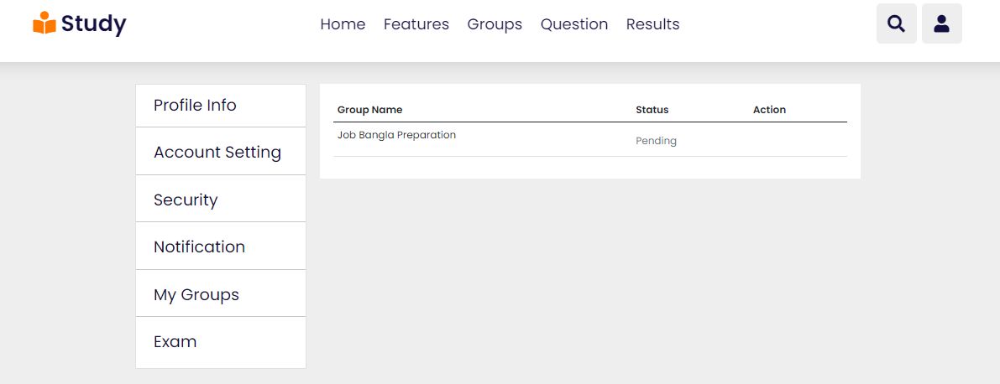 Study
Home Features Groups Question Results
Profile Info
Account Setting
Security
Notification
My Groups
Exam
Group Name Status Action
Job Bangla Preparation Pending